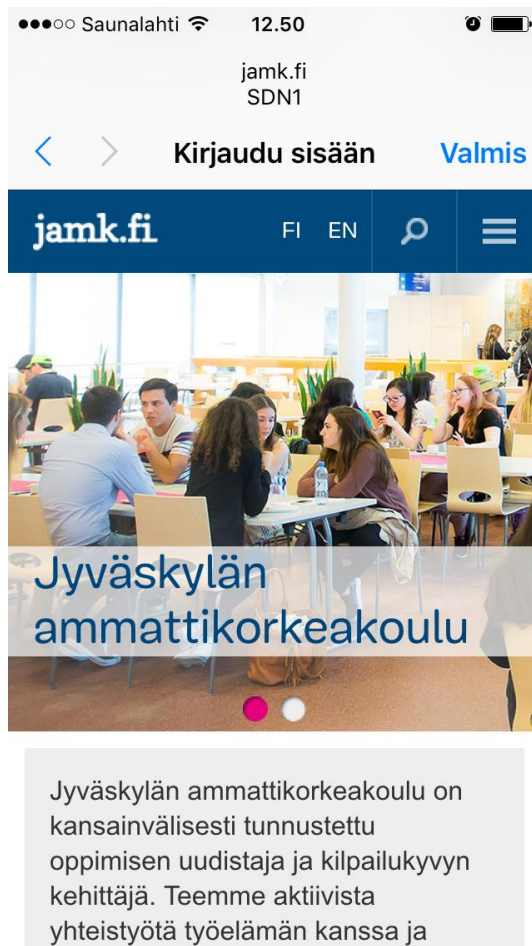 Saunalahti 12.50
jamk.fi
SDN1
Kirjaudu sisään Valmis
jamk.fi FI EN
Jyväskylän
ammattikorkeakoulu
Jyväskylän ammattikorkeakoulu on
kansainvälisesti tunnustettu
oppimisen uudistaja ja kilpailukyvyn
kehittäjä. Teemme aktiivista
yhteistyötä työelämän kanssa ja